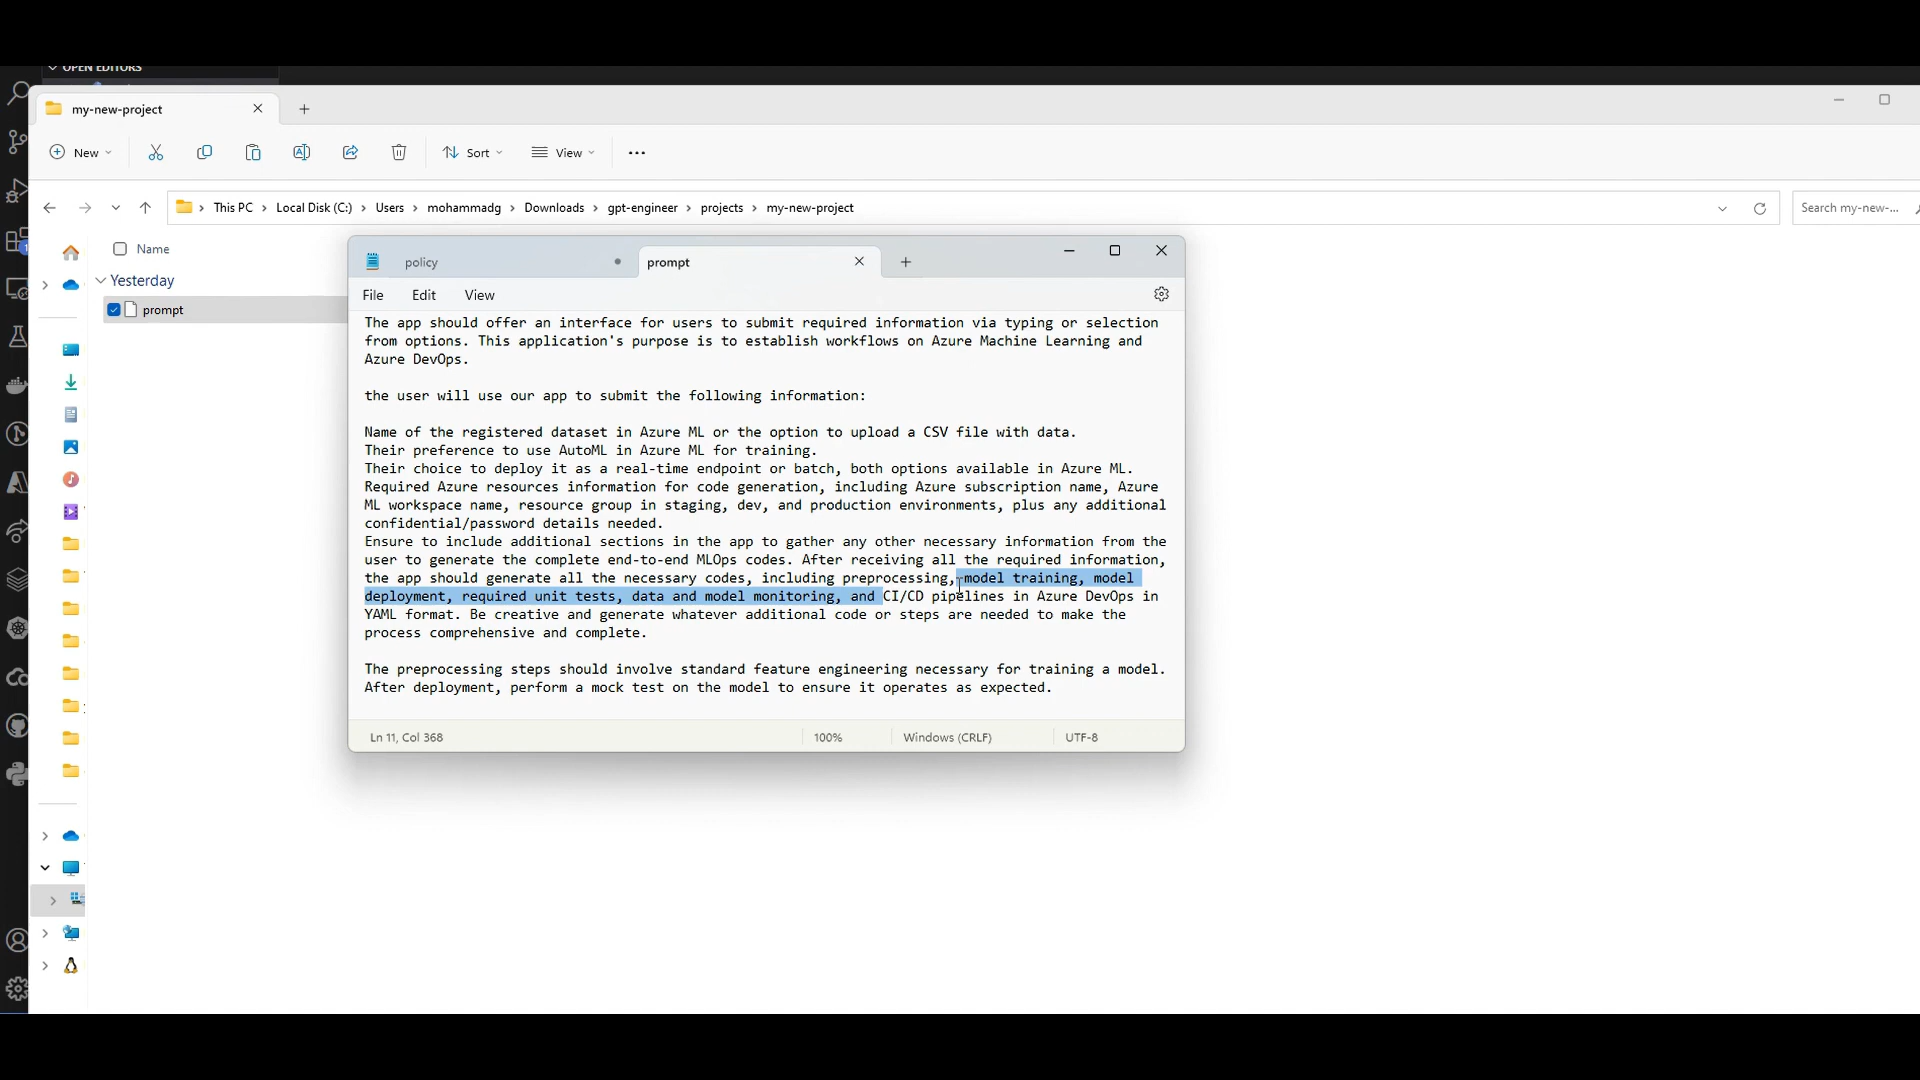 OPEN EDITORS
my-new-project
New
Sort
View
This PC > Local Disk (C:) > Users > mohammadg > Downloads > gpt-engineer > projects > my-new-project
Search my-new-...
Name
Yesterday
prompt
policy
prompt
File Edit View
The app should offer an interface for users to submit required information via typing or selection
from options. This application's purpose is to establish workflows on Azure Machine Learning and
Azure DevOps.
the user will use our app to submit the following information:
Name of the registered dataset in Azure ML or the option to upload a CSV file with data.
Their preference to use AutoML in Azure ML for training.
Their choice to deploy it as a real-time endpoint or batch, both options available in Azure ML.
Required Azure resources information for code generation, including Azure subscription name, Azure
ML workspace name, resource group in staging, dev, and production environments, plus any additional
confidential/password details needed.
Ensure to include additional sections in the app to gather any other necessary information from the
user to generate the complete end-to-end MLOps codes. After receiving all the required information,
the app should generate all the necessary codes, including preprocessing, model training, model
deployment, required unit tests, data and model monitoring, and CI/CD pipelines in Azure DevOps in
YAML format. Be creative and generate whatever additional code or steps are needed to make the
process comprehensive and complete.
The preprocessing steps should involve standard feature engineering necessary for training a model.
After deployment, perform a mock test on the model to ensure it operates as expected.
Ln 11, Col 368
100%
Windows (CRLF)
UTF-8